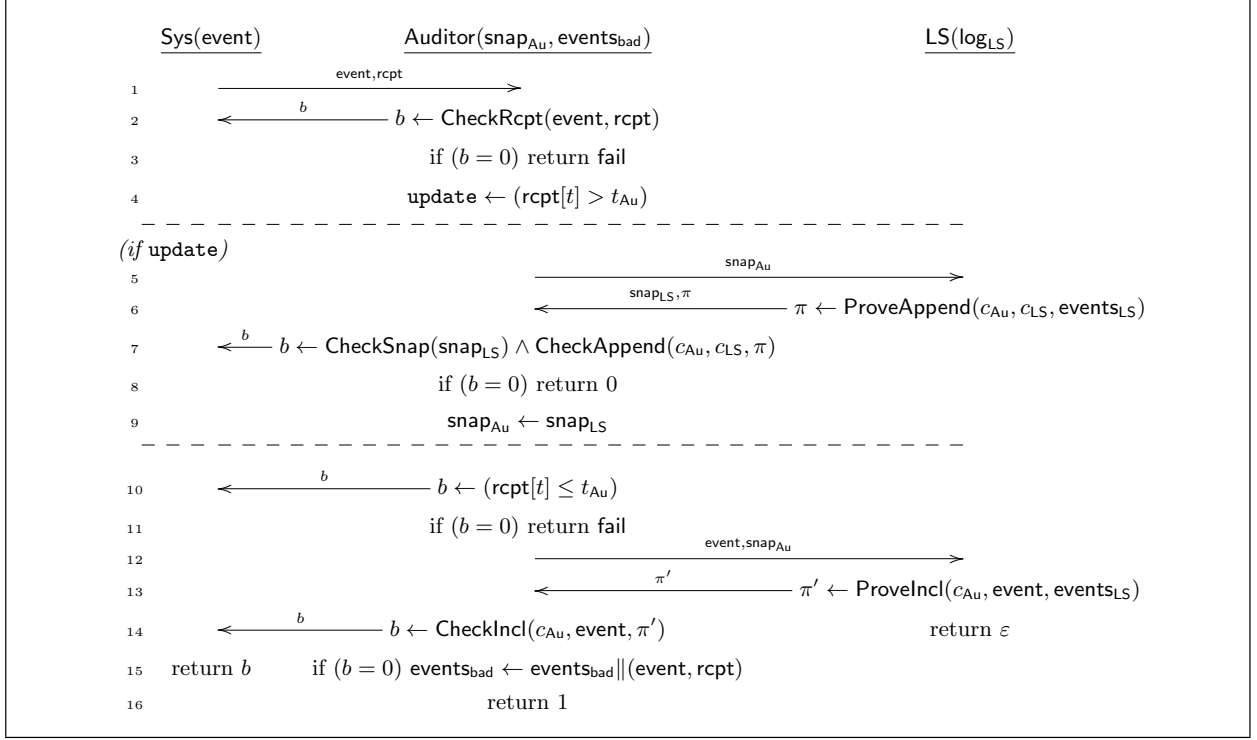 Sys(event) Auditor(snap_Au, events_bad) LS(log_LS)
event,rcpt
1
b
2 b ← CheckRcpt(event, rcpt)
3 if (b = 0) return fail
4 update ← (rcpt[t] > t_Au)
(if update)
snap_Au
5
snap_LS,π
6 π ← ProveAppend(c_Au, c_LS, events_LS)
b
7 b ← CheckSnap(snap_LS) ∧ CheckAppend(c_Au, c_LS, π)
8 if (b = 0) return 0
9 snap_Au ← snap_LS
b
10 b ← (rcpt[t] ≤ t_Au)
11 if (b = 0) return fail
event,snap_Au
12
π′
13 π′ ← ProveIncl(c_Au, event, events_LS)
b
14 b ← CheckIncl(c_Au, event, π′) return ε
15 return b if (b = 0) events_bad ← events_bad∥(event, rcpt)
16 return 1